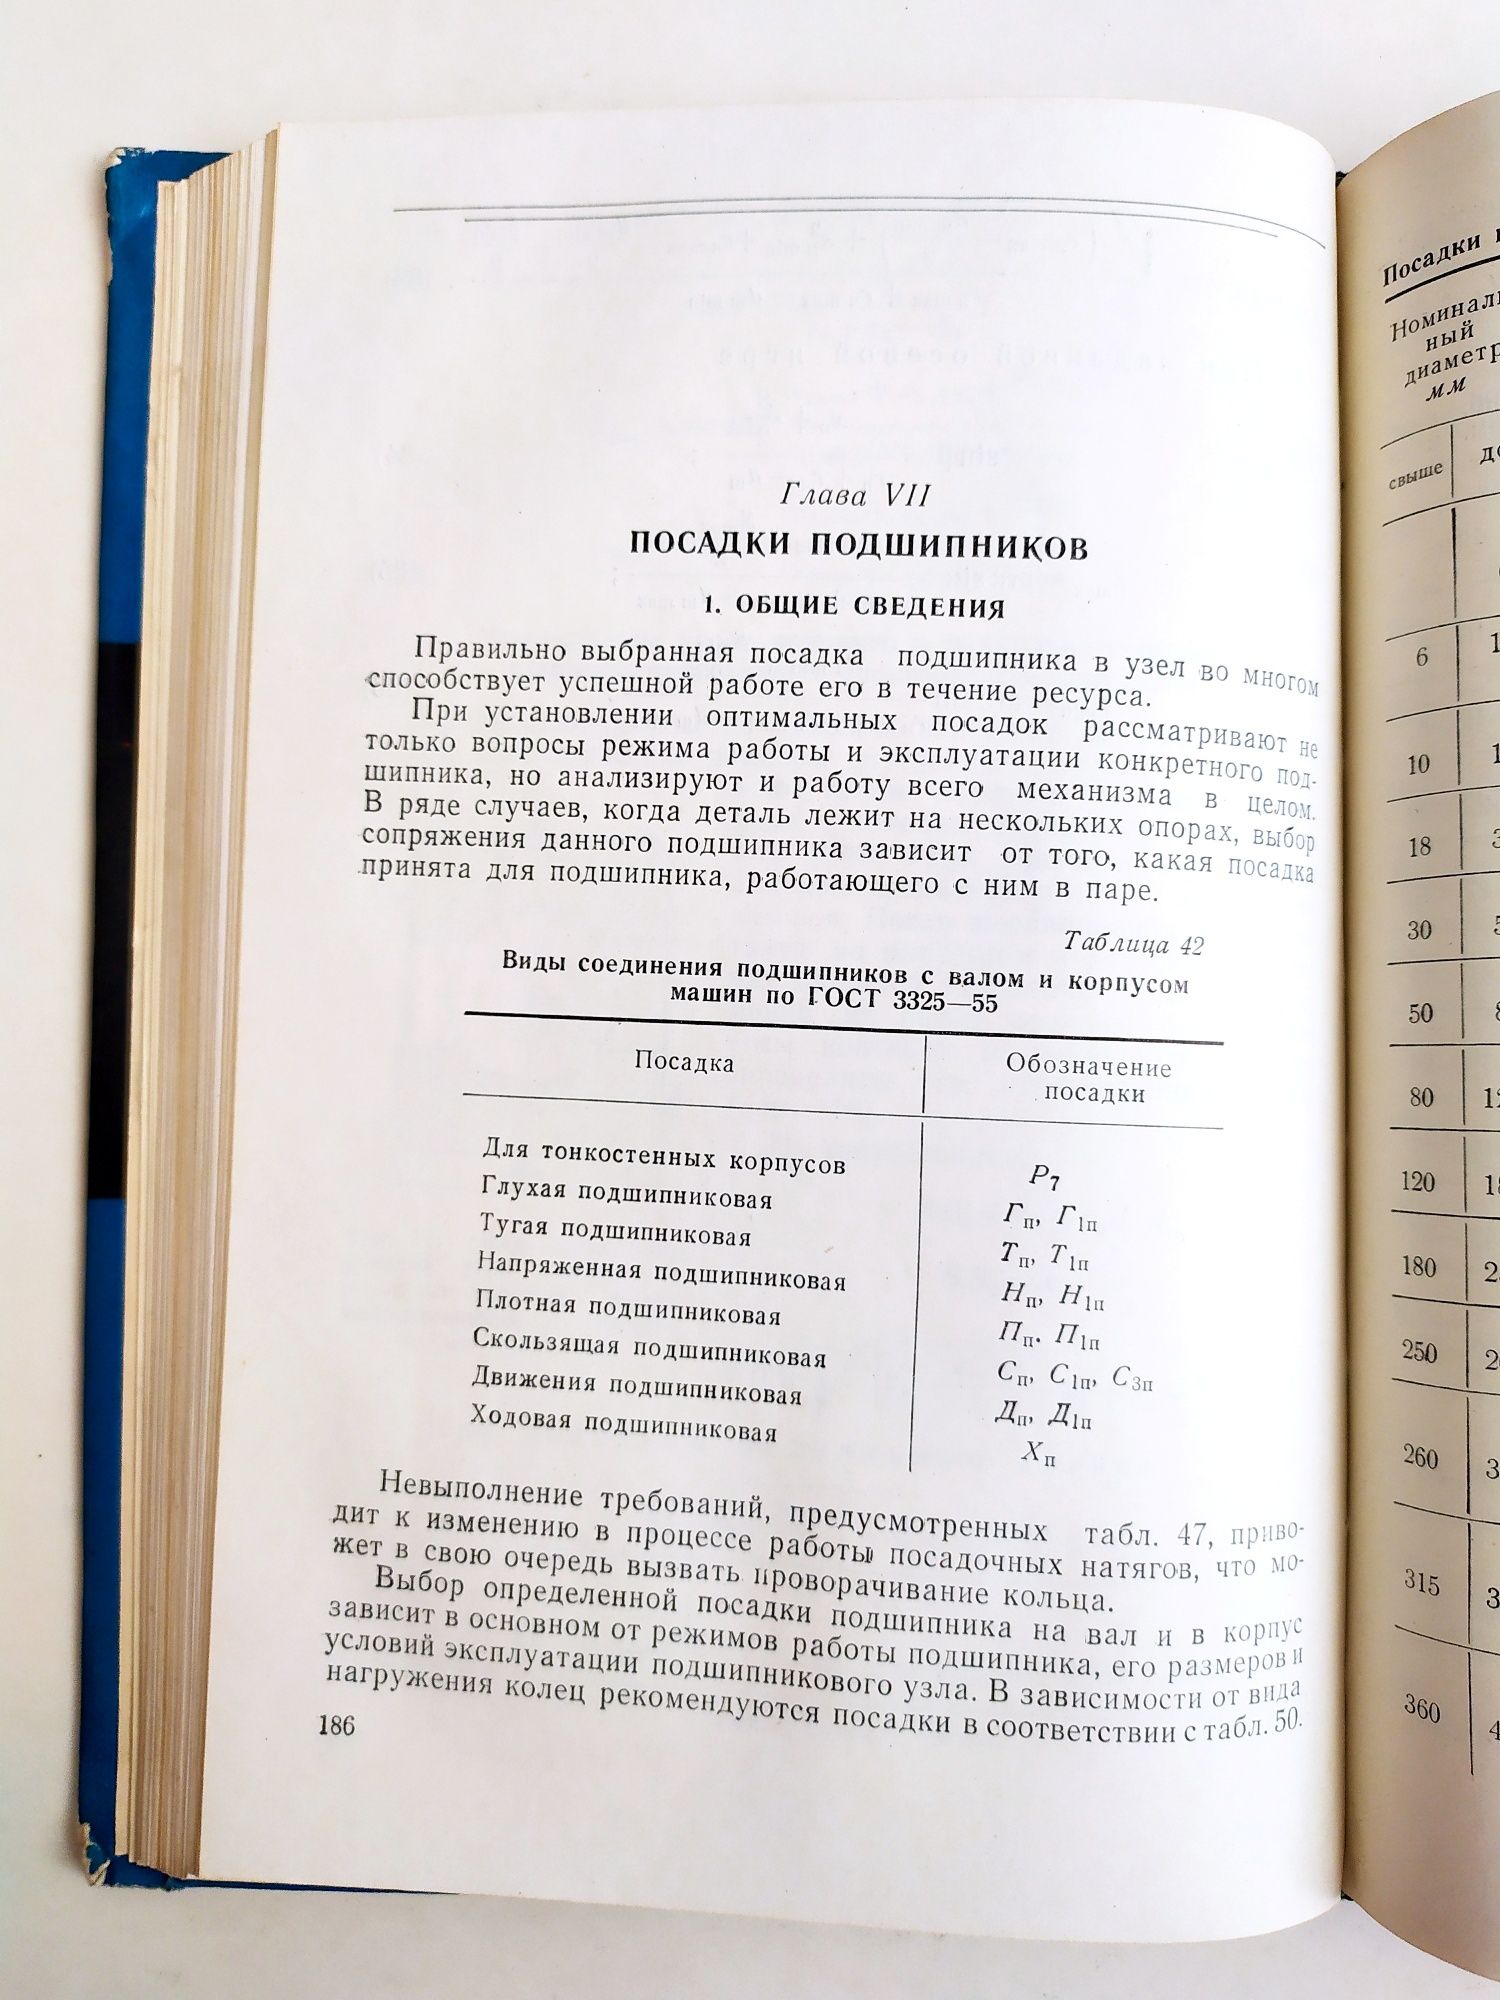 Глава VII
ПОСАДКИ ПОДШИПНИКОВ
1. ОБЩИЕ СВЕДЕНИЯ
Правильно выбранная посадка подшипника в узел во многом
способствует успешной работе его в течение ресурса.
При установлении оптимальных посадок рассматривают не
только вопросы режима работы и эксплуатации конкретного под-
шипника, но анализируют и работу всего механизма в целом.
В ряде случаев, когда деталь лежит на нескольких опорах, выбор
сопряжения данного подшипника зависит от того, какая посадка
принята для подшипника, работающего с ним в паре.
Таблица 42
Виды соединения подшипников с валом и корпусом
машин по ГОСТ 3325—55
Посадка Обозначение
посадки
Для тонкостенных корпусов P₇
Глухая подшипниковая Гп, Г1п
Тугая подшипниковая Тп, Т1п
Напряженная подшипниковая Нп, Н1п
Плотная подшипниковая Пп. П1п
Скользящая подшипниковая Сп, С1п, С3п
Движения подшипниковая Дп, Д1п
Ходовая подшипниковая Хп
Невыполнение требований, предусмотренных табл. 47, приво-
дит к изменению в процессе работы посадочных натягов, что мо-
жет в свою очередь вызвать проворачивание кольца.
Выбор определенной посадки подшипника на вал и в корпус
зависит в основном от режимов работы подшипника, его размеров и
условий эксплуатации подшипникового узла. В зависимости от вида
нагружения колец рекомендуются посадки в соответствии с табл. 50.
186
Посадки
Номиналь-
ный
диаметр
мм
свыше
6
10
18
30
50
80
120
180
250
260
315
360